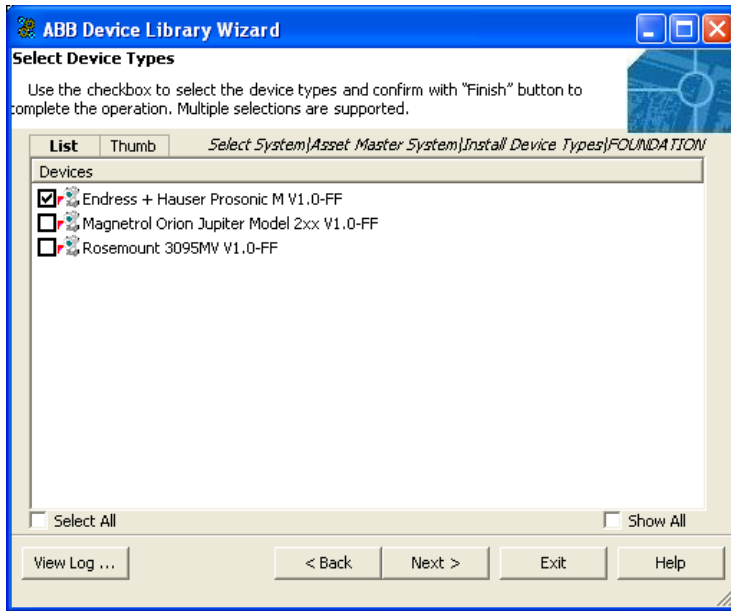 ABB Device Library Wizard
Select Device Types
Use the checkbox to select the device types and confirm with "Finish" button to
complete the operation. Multiple selections are supported.
List Thumb Select System|Asset Master System|Install Device Types|FOUNDATION
Devices
Endress + Hauser Prosonic M V1.0-FF
Magnetrol Orion Jupiter Model 2xx V1.0-FF
Rosemount 3095MV V1.0-FF
Select All Show All
View Log ... < Back Next > Exit Help